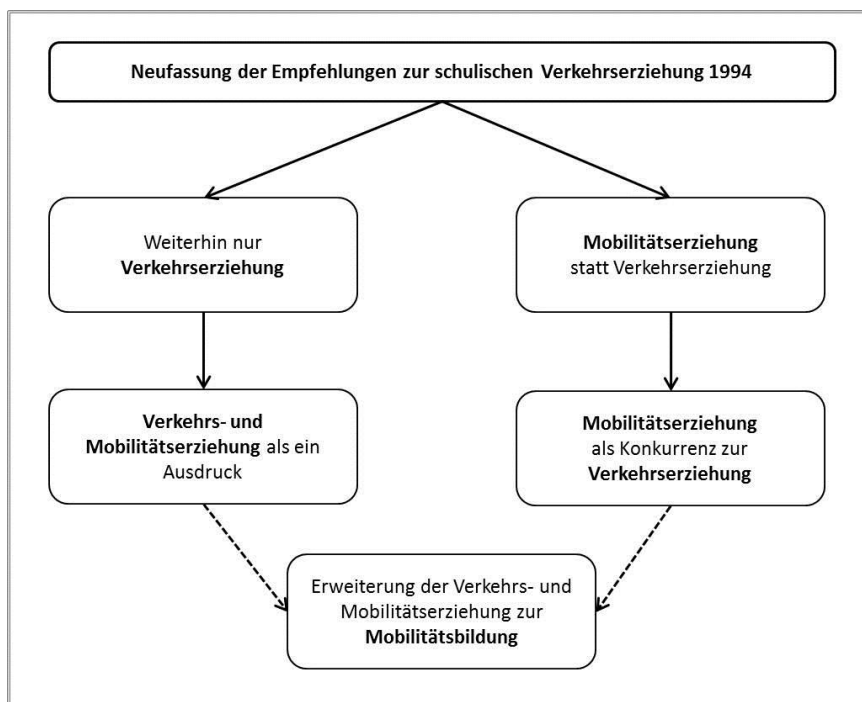 Neufassung der Empfehlungen zur schulischen Verkehrserziehung 1994
Weiterhin nur
Verkehrserziehung
Mobilitätserziehung
statt Verkehrserziehung
Verkehrs- und
Mobilitätserziehung als ein
Ausdruck
Mobilitätserziehung
als Konkurrenz zur
Verkehrserziehung
Erweiterung der Verkehrs- und
Mobilitätserziehung zur
Mobilitätsbildung